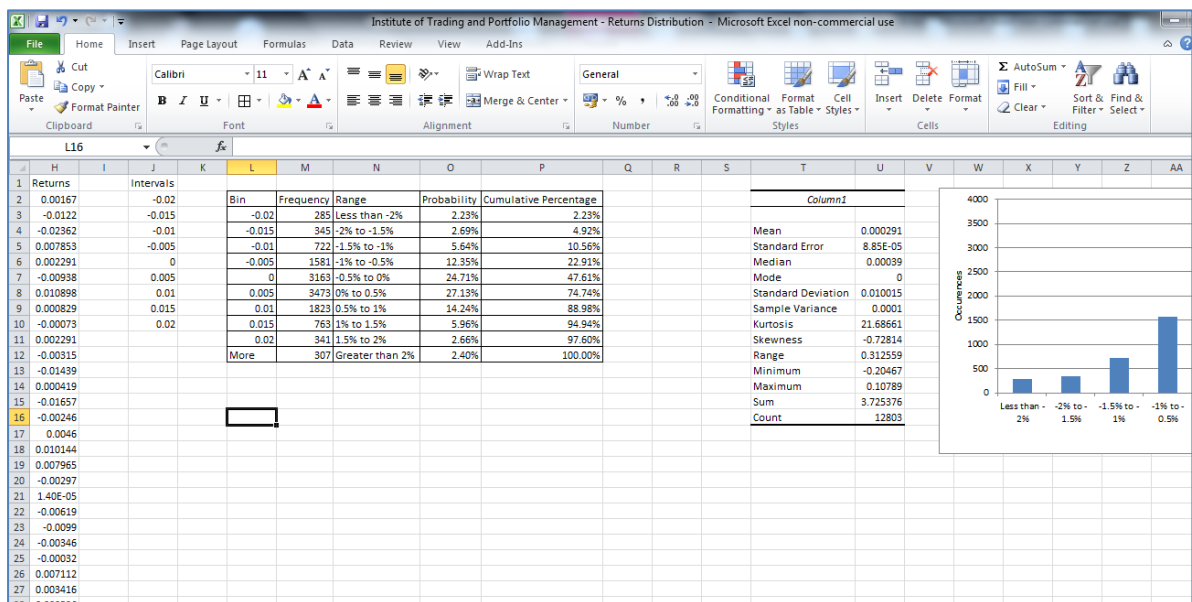 Institute of Trading and Portfolio Management - Returns Distribution - Microsoft Excel non-commercial use
File Home Insert Page Layout Formulas Data Review View Add-Ins
Cut
Copy
Paste
Format Painter
Clipboard
Calibri 11 A A
B I U A
Font
Wrap Text
Merge & Center
Alignment
General
% , .0 .00 .00 .0
Number
Conditional Formatting Format as Table Cell Styles
Styles
Insert Delete Format
Cells
Σ AutoSum
Fill
Clear
Sort & Filter Find & Select
Editing
L16 fx
H I J K L M N O P Q R S T U V W X Y Z AA
1 Returns Intervals
2 0.00167 -0.02 Bin Frequency Range Probability Cumulative Percentage Column1
3 -0.0122 -0.015 -0.02 285 Less than -2% 2.23% 2.23%
4 -0.02362 -0.01 -0.015 345 -2% to -1.5% 2.69% 4.92% Mean 0.000291
5 0.007853 -0.005 -0.01 722 -1.5% to -1% 5.64% 10.56% Standard Error 8.85E-05
6 0.002291 0 -0.005 1581 -1% to -0.5% 12.35% 22.91% Median 0.00039
7 -0.00938 0.005 0 3163 -0.5% to 0% 24.71% 47.61% Mode 0
8 0.010898 0.01 0.005 3473 0% to 0.5% 27.13% 74.74% Standard Deviation 0.010015
9 0.000829 0.015 0.01 1823 0.5% to 1% 14.24% 88.98% Sample Variance 0.0001
10 -0.00073 0.02 0.015 763 1% to 1.5% 5.96% 94.94% Kurtosis 21.68661
11 0.002291 0.02 341 1.5% to 2% 2.66% 97.60% Skewness -0.72814
12 -0.00315 More 307 Greater than 2% 2.40% 100.00% Range 0.312559
13 -0.01439 Minimum -0.20467
14 0.000419 Maximum 0.10789
15 -0.01657 Sum 3.725376
16 -0.00246 Count 12803
17 0.0046
18 0.010144
19 0.007965
20 -0.00297
21 1.40E-05
22 -0.00619
23 -0.0099
24 -0.00346
25 -0.00032
26 0.007112
27 0.003416
Occurences
4000
3500
3000
2500
2000
1500
1000
500
0
Less than - -2% to - -1.5% to - -1% to -
2% 1.5% 1% 0.5%